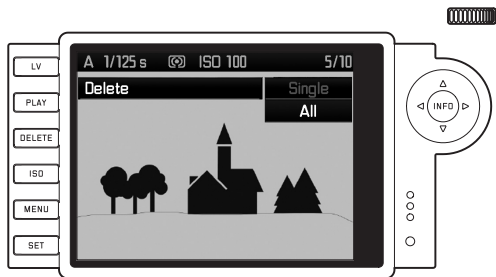 LV
PLAY
DELETE
ISO
MENU
SET
A 1/125 s ISO 100 5/10
Delete Single
All
INFO